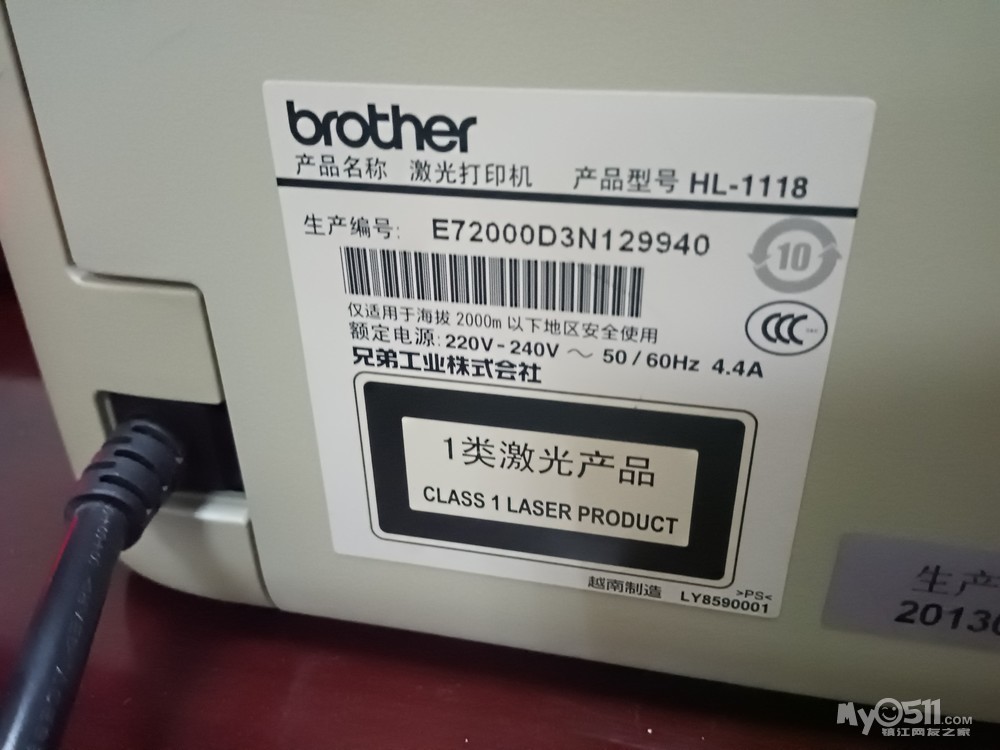 brother
产品名称 激光打印机 产品型号 HL-1118
生产编号: E72000D3N129940
10
CCC
仅适用于海拔 2000m 以下地区安全使用
额定电源: 220V-240V ~ 50/60Hz 4.4A
兄弟工业株式会社
1类激光产品
CLASS 1 LASER PRODUCT
越南制造 LY8590001
>PS<
生产
2013
My0511.COM
镇江网友之家